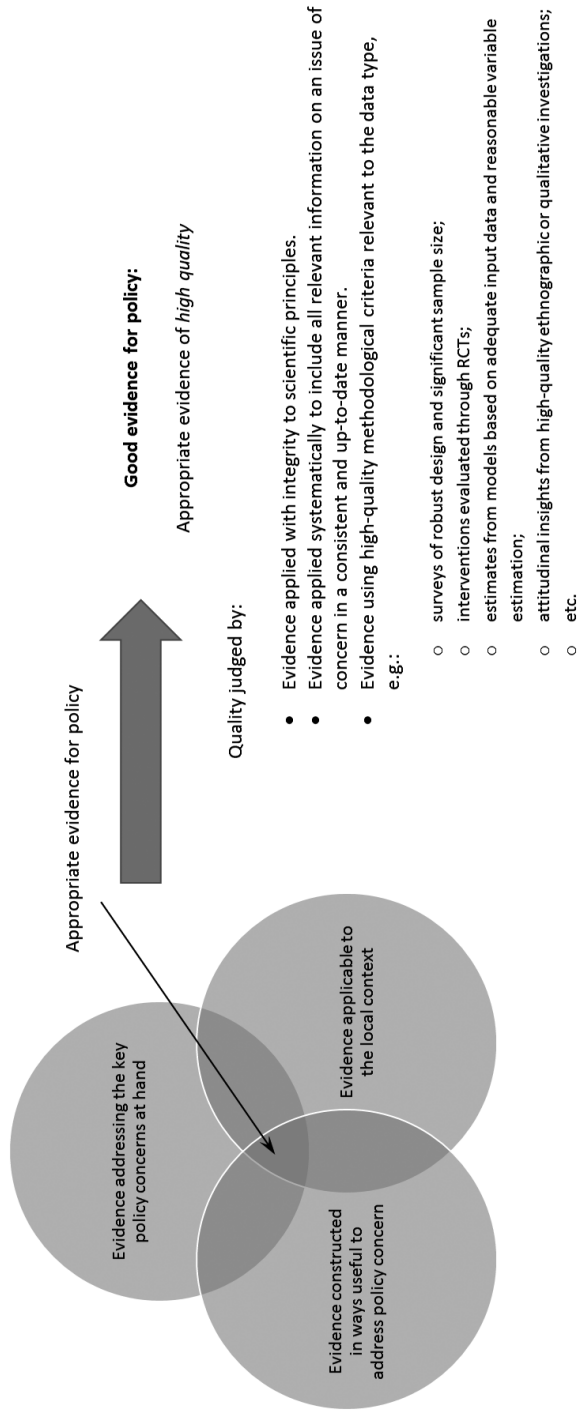 Appropriate evidence for policy
Evidence addressing the key
policy concerns at hand
Evidence constructed
in ways useful to
address policy concern
Evidence applicable to
the local context
Good evidence for policy:
Appropriate evidence of high quality
Quality judged by:
● Evidence applied with integrity to scientific principles.
● Evidence applied systematically to include all relevant information on an issue of
concern in a consistent and up-to-date manner.
● Evidence using high-quality methodological criteria relevant to the data type,
e.g.:
○ surveys of robust design and significant sample size;
○ interventions evaluated through RCTs;
○ estimates from models based on adequate input data and reasonable variable
estimation;
○ attitudinal insights from high-quality ethnographic or qualitative investigations;
○ etc.